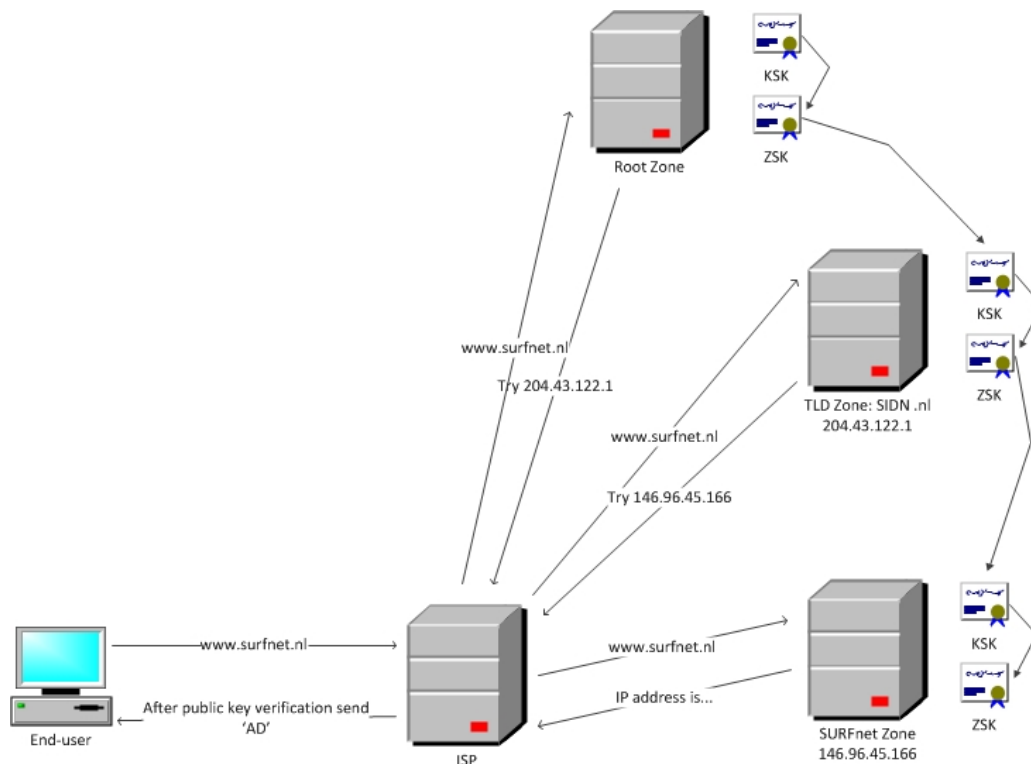 KSK
ZSK
Root Zone
KSK
www.surfnet.nl
Try 204.43.122.1
ZSK
TLD Zone: SIDN .nl
204.43.122.1
www.surfnet.nl
Try 146.96.45.166
www.surfnet.nl
www.surfnet.nl
KSK
IP address is...
After public key verification send
‘AD’
ZSK
End-user
SURFnet Zone
146.96.45.166
ISP